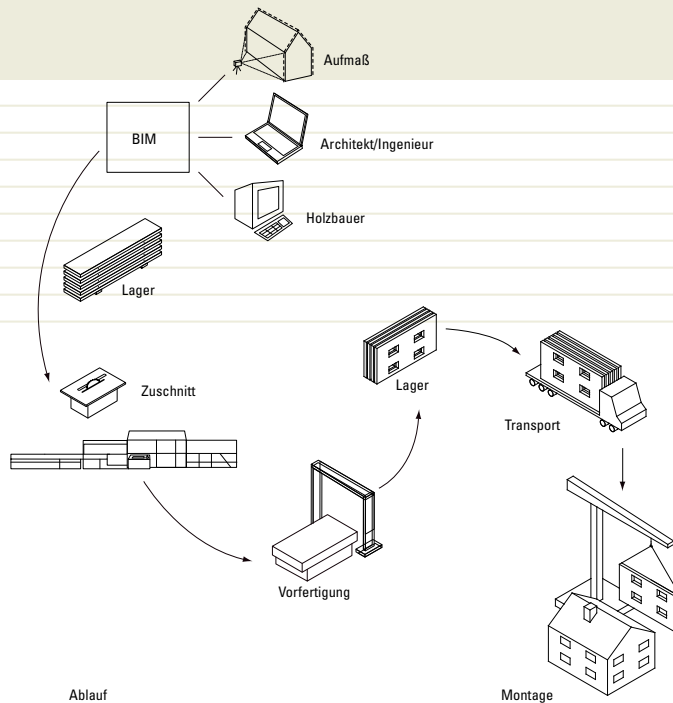 Aufmaß
BIM
Architekt/Ingenieur
Holzbauer
Lager
Zuschnitt
Vorfertigung
Lager
Transport
Ablauf
Montage